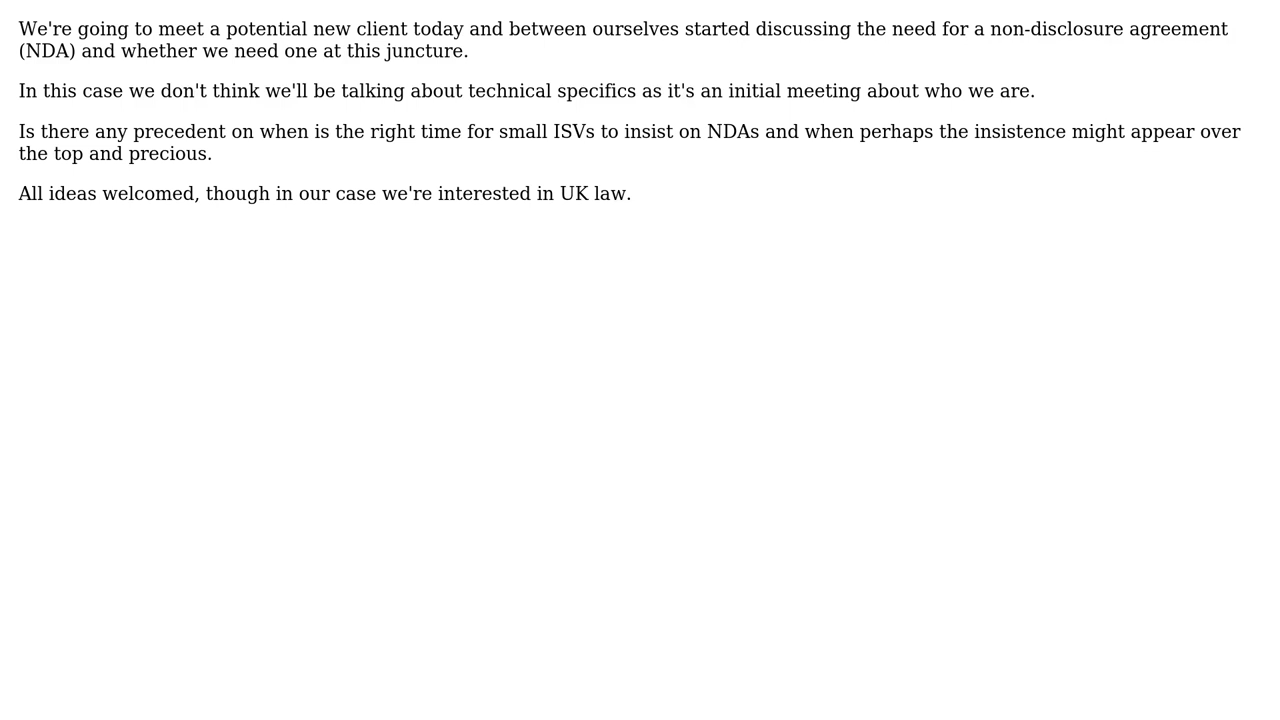 We're going to meet a potential new client today and between ourselves started discussing the need for a non-disclosure agreement
(NDA) and whether we need one at this juncture.
In this case we don't think we'll be talking about technical specifics as it's an initial meeting about who we are.
Is there any precedent on when is the right time for small ISVs to insist on NDAs and when perhaps the insistence might appear over
the top and precious.
All ideas welcomed, though in our case we're interested in UK law.